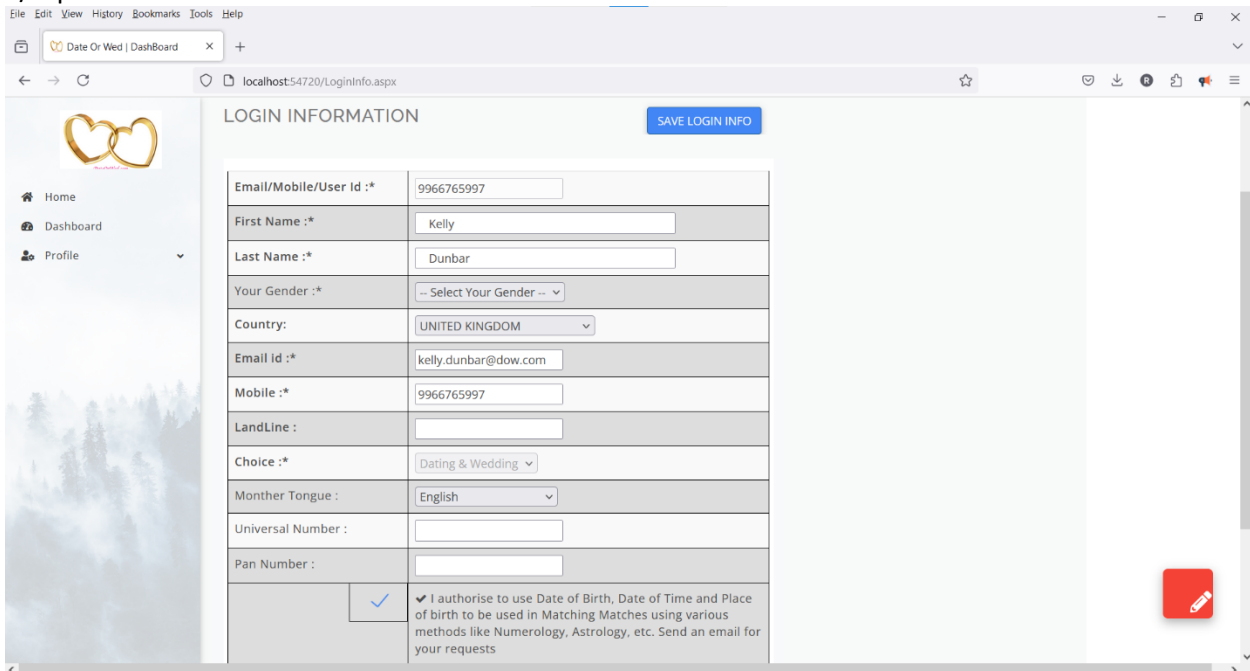 File Edit View History Bookmarks Tools Help
Date Or Wed | DashBoard
localhost:54720/LoginInfo.aspx
R
LOGIN INFORMATION
SAVE LOGIN INFO
Home
Dashboard
Profile
Email/Mobile/User Id :* 9966765997
First Name :* Kelly
Last Name :* Dunbar
Your Gender :* -- Select Your Gender --
Country: UNITED KINGDOM
Email id :* kelly.dunbar@dow.com
Mobile :* 9966765997
LandLine :
Choice :* Dating & Wedding
Monther Tongue : English
Universal Number :
Pan Number :
✔ I authorise to use Date of Birth, Date of Time and Place
of birth to be used in Matching Matches using various
methods like Numerology, Astrology, etc. Send an email for
your requests